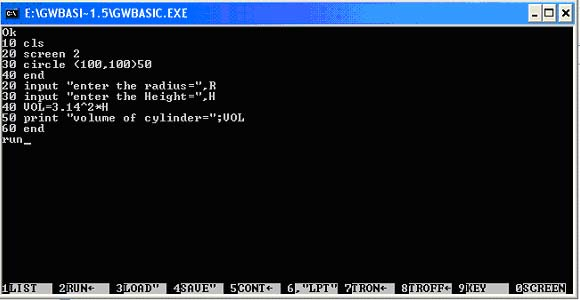 E:\GWBASI~1.5\GWBASIC.EXE
Ok
10 cls
20 screen 2
30 circle (100,100)50
40 end
20 input "enter the radius=",R
30 input "enter the Height=",H
40 VOL=3.14^2*H
50 print "volume of cylinder=";VOL
60 end
run_
1LIST 2RUN← 3LOAD" 4SAVE" 5CONT← 6,"LPT" 7TRON← 8TROFF← 9KEY 0SCREEN